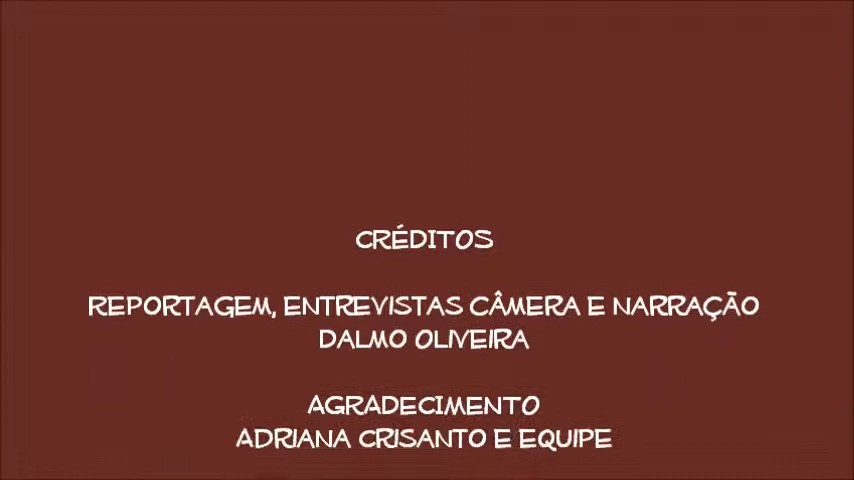 CRÉDITOS
REPORTAGEM, ENTREVISTAS CÂMERA E NARRAÇÃO
DALMO OLIVEIRA
AGRADECIMENTO
ADRIANA CRISANTO E EQUIPE